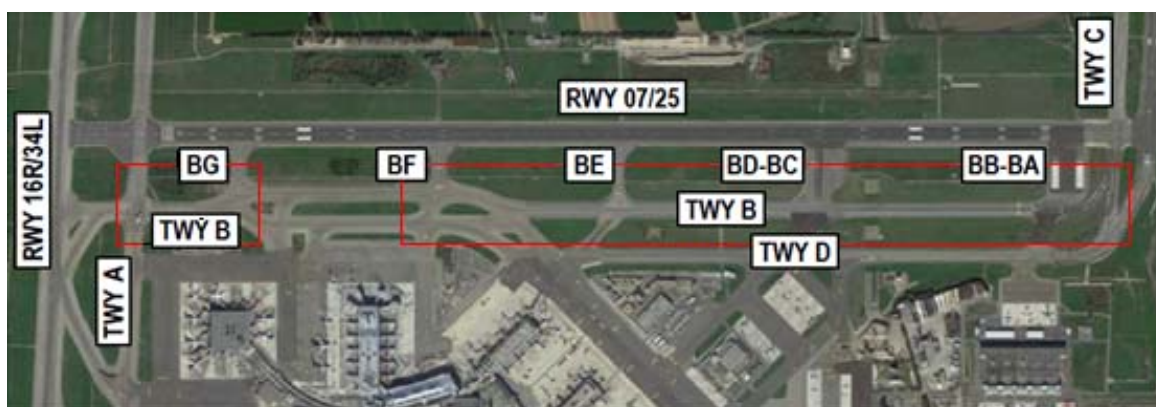 TWY C
RWY 07/25
RWY 16R/34L
BG
BF
BE
BD-BC
BB-BA
TWY B
TWY B
TWY D
TWY A